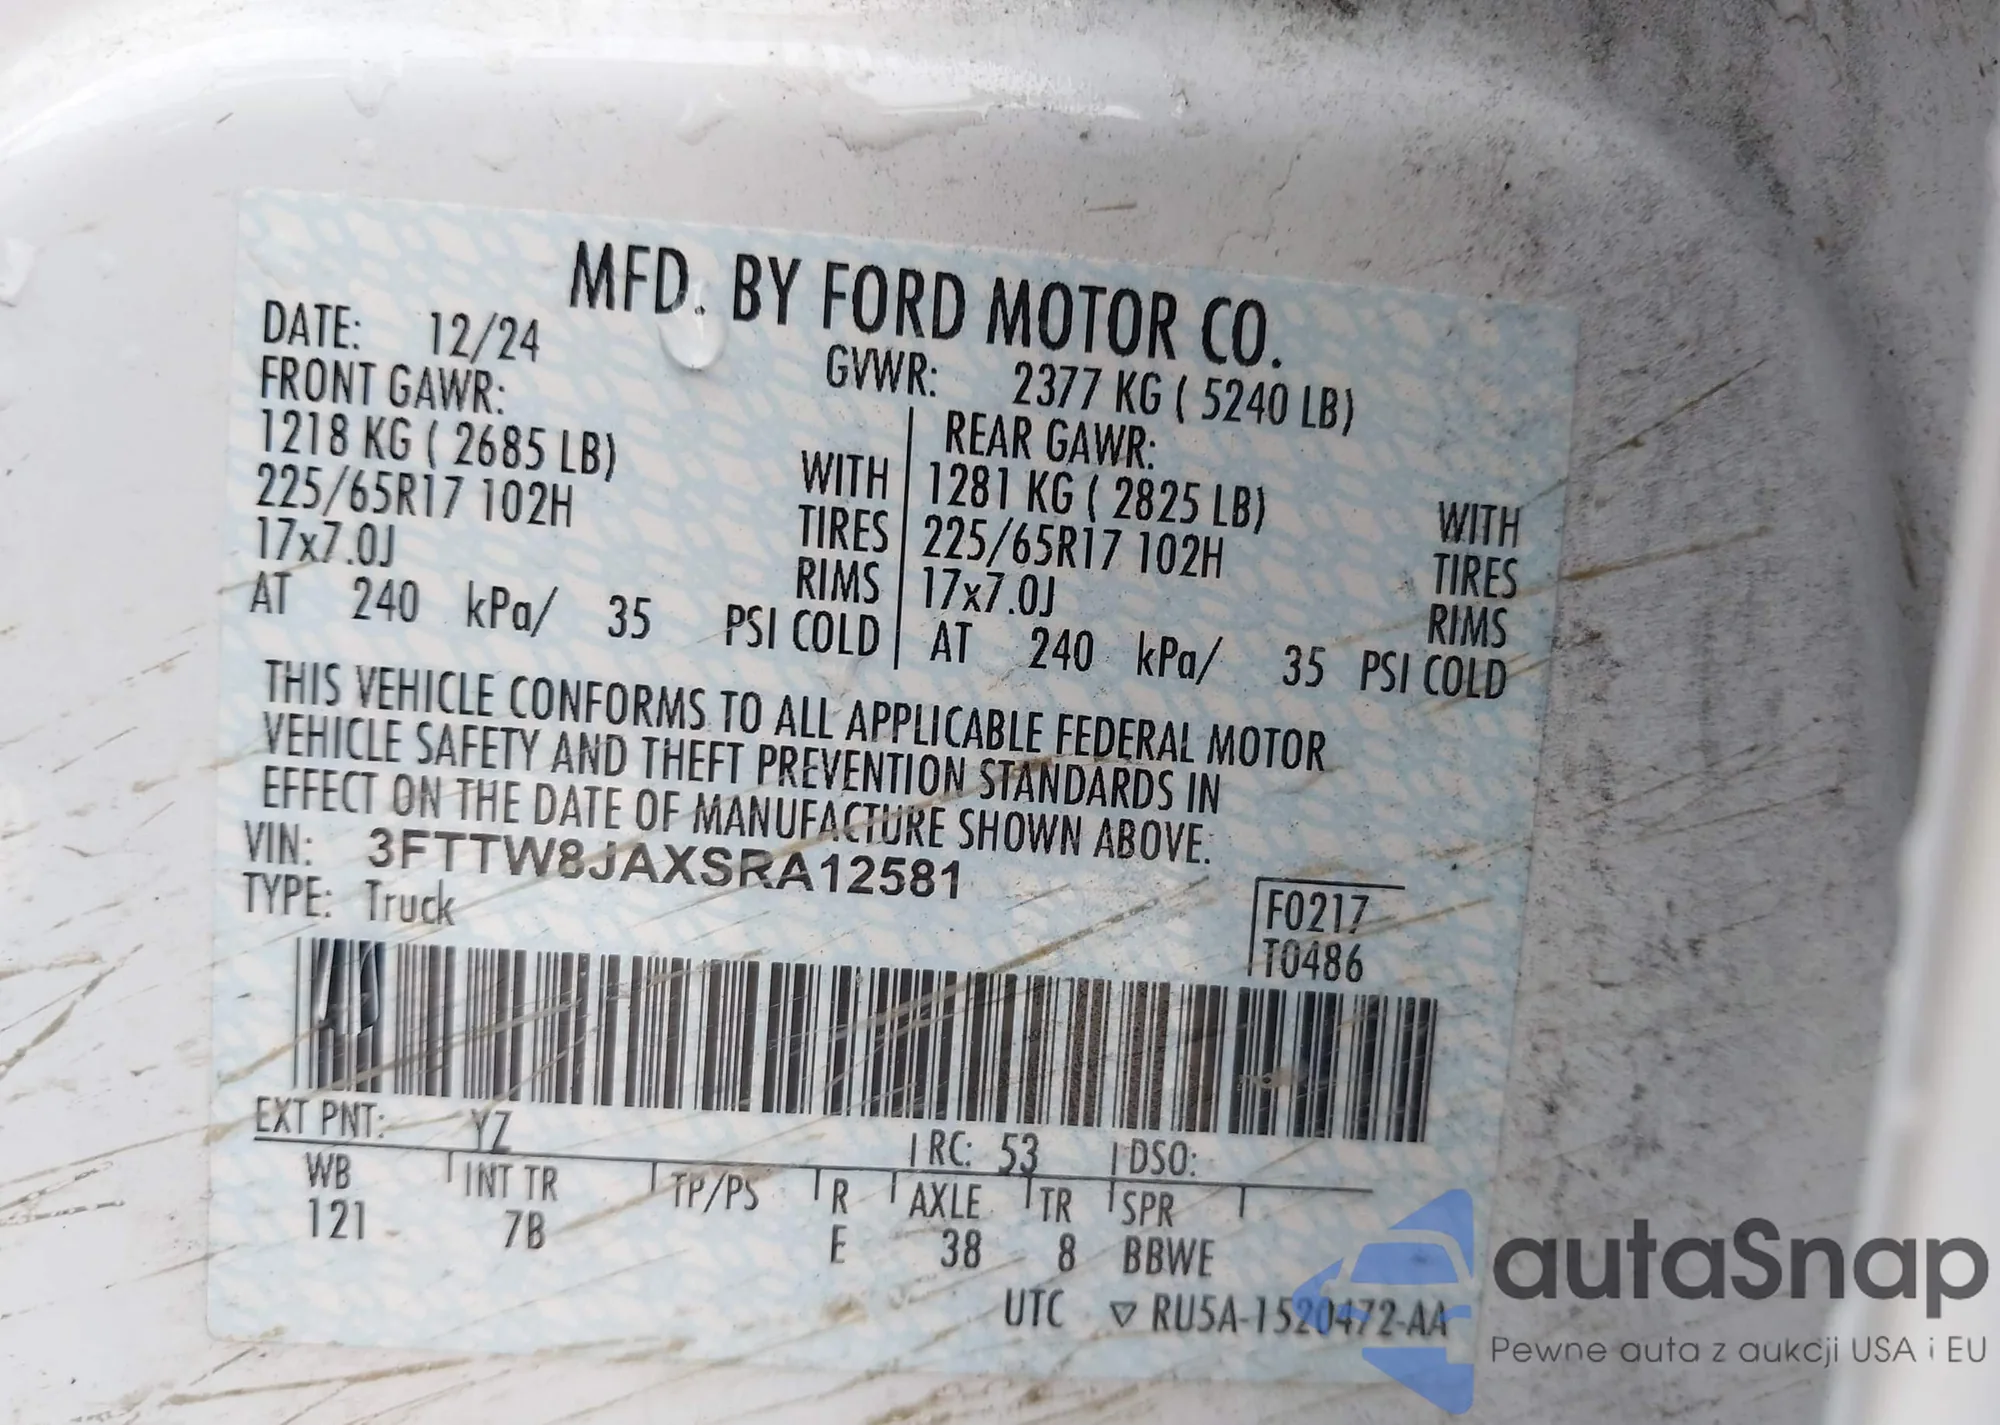 MFD. BY FORD MOTOR CO.
DATE: 12/24 GVWR: 2377 KG ( 5240 LB)
FRONT GAWR: REAR GAWR:
1218 KG ( 2685 LB) WITH 1281 KG ( 2825 LB) WITH
225/65R17 102H TIRES 225/65R17 102H TIRES
17x7.0J RIMS 17x7.0J RIMS
AT 240 kPa/ 35 PSI COLD AT 240 kPa/ 35 PSI COLD
THIS VEHICLE CONFORMS TO ALL APPLICABLE FEDERAL MOTOR
VEHICLE SAFETY AND THEFT PREVENTION STANDARDS IN
EFFECT ON THE DATE OF MANUFACTURE SHOWN ABOVE.
VIN: 3FTTW8JAXSRA12581
TYPE: Truck
F0217
T0486
EXT PNT: YZ RC: 53 DSO:
WB INT TR TP/PS R AXLE TR SPR
121 7B E 38 8 BBWE
UTC ▽ RU5A-1520472-AA
autaSnap
Pewne auta z aukcji USA i EU